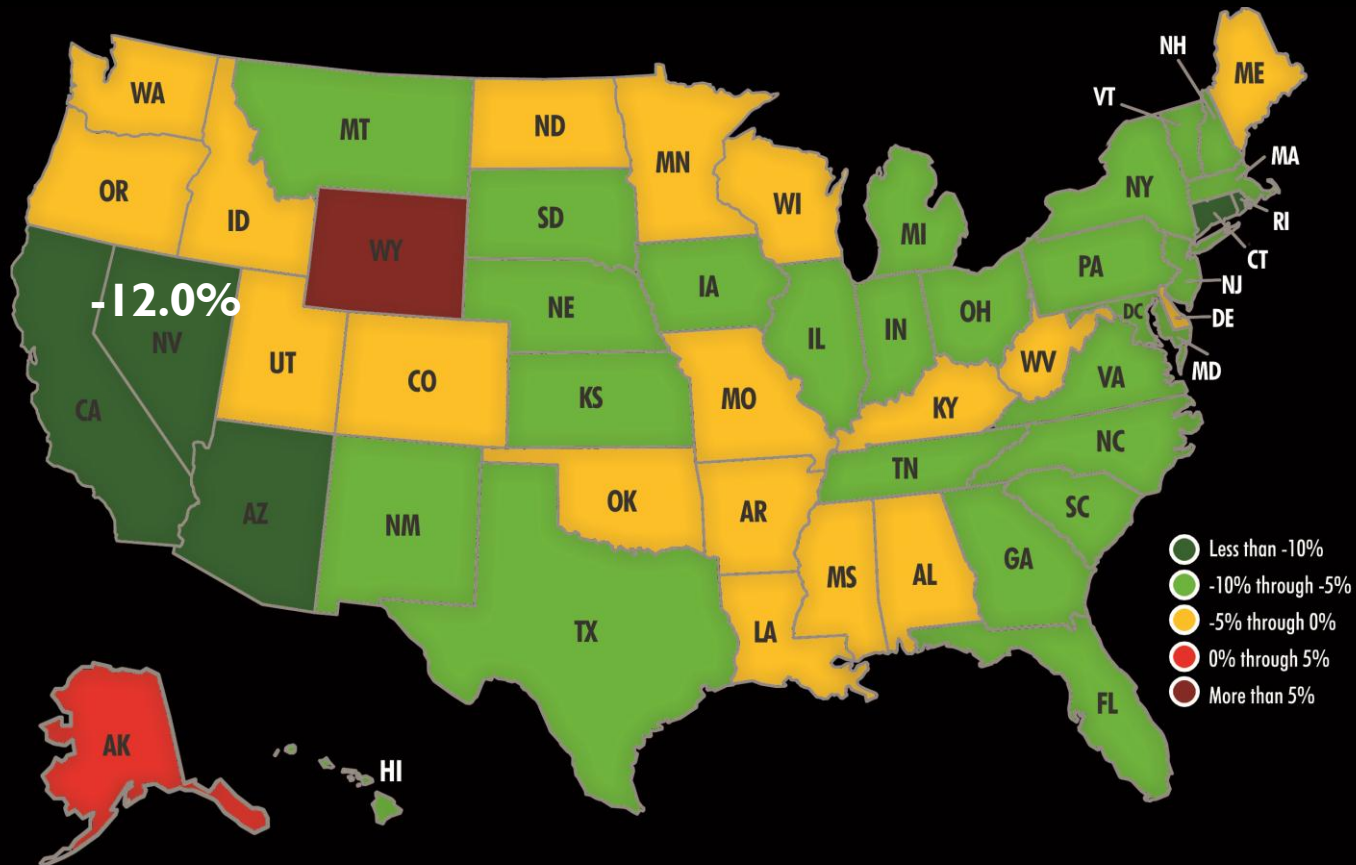 NH
ME
VT
WA
MT
ND
MN
MA
OR
ID
SD
WI
NY
RI
WY
MI
CT
PA
-12.0%
NE
IA
NJ
NV
IL
IN
OH
DC
DE
UT
CO
WV
MD
CA
KS
MO
KY
VA
NC
TN
AZ
NM
OK
AR
SC
MS
AL
GA
Less than -10%
-10% through -5%
TX
LA
-5% through 0%
0% through 5%
More than 5%
FL
AK
HI